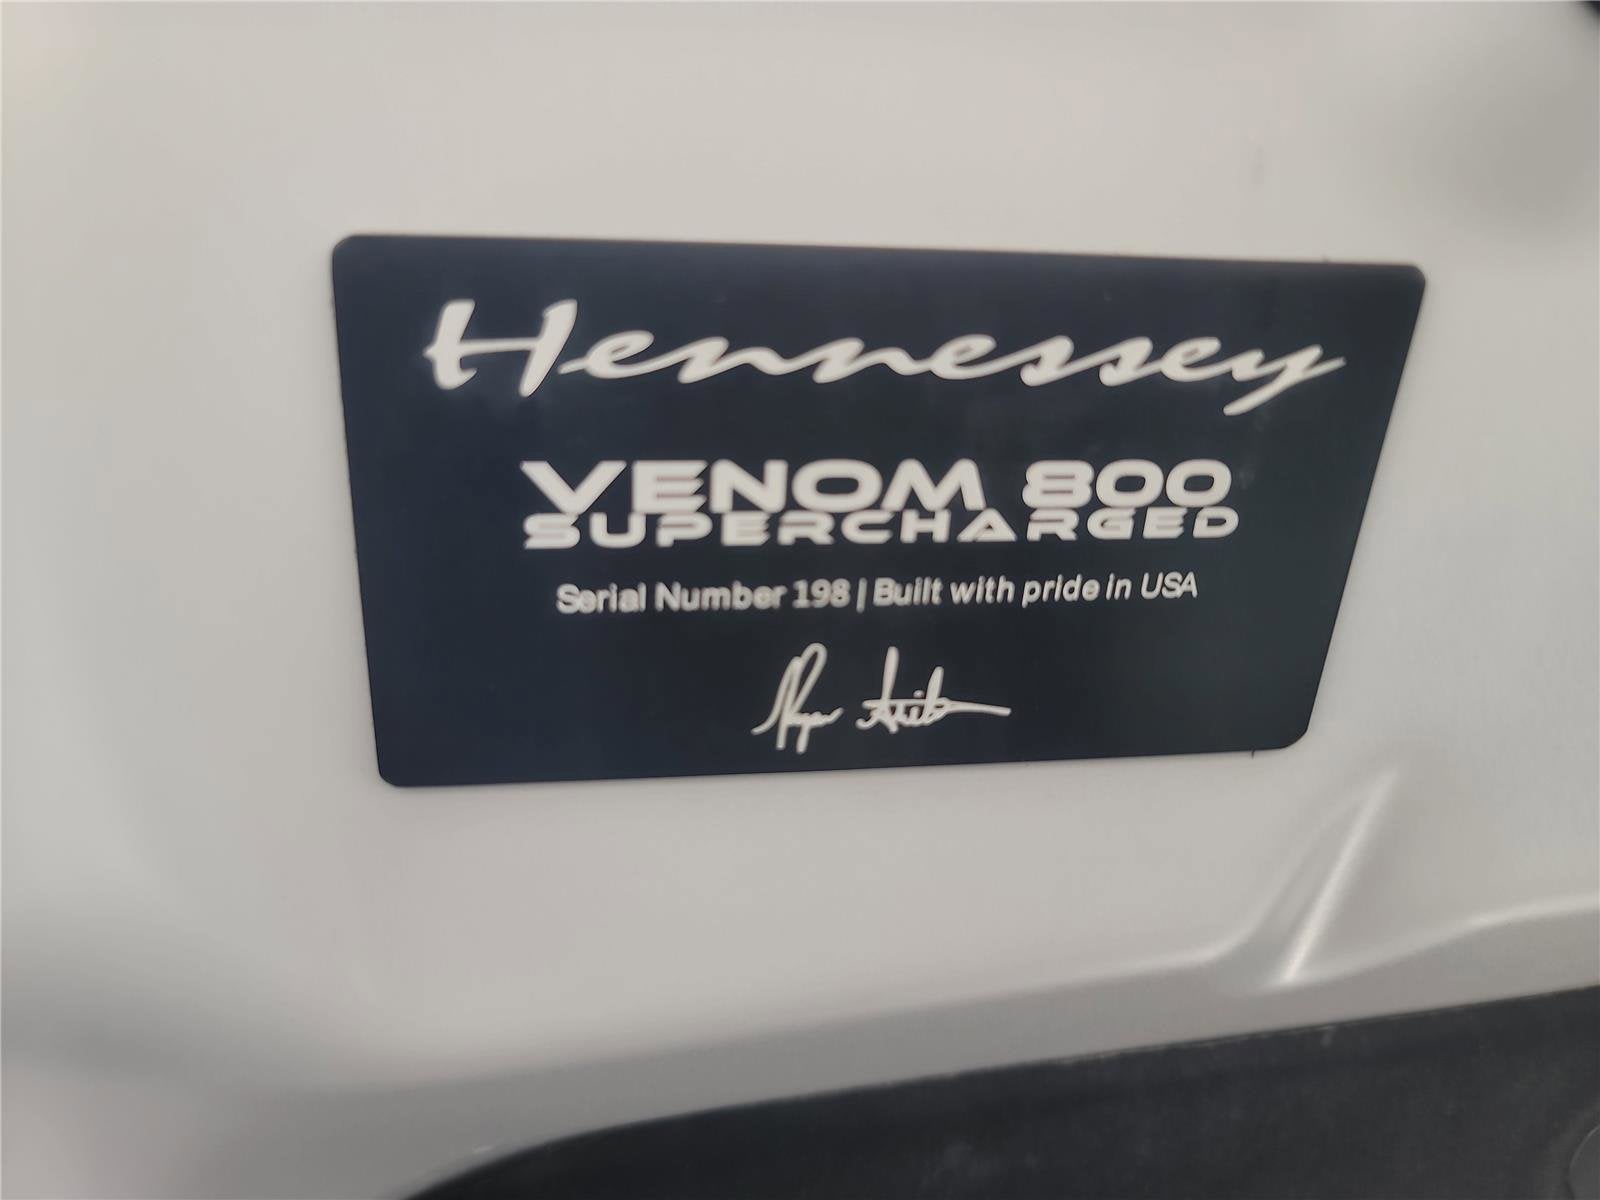 Hennessey
VENOM 800
SUPERCHARGED
Serial Number 198 | Built with pride in USA